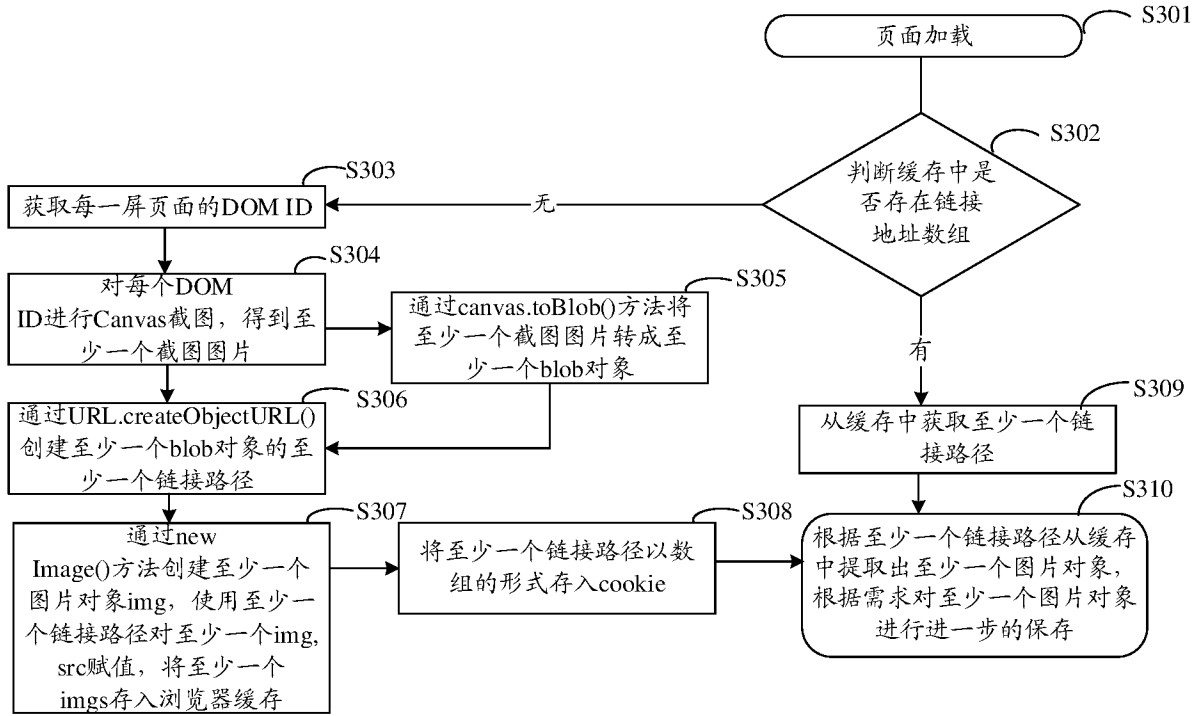 S301
页面加载
S302
判断缓存中是
否存在链接
地址数组
无
有
S303
获取每一屏页面的DOM ID
S304
对每个DOM
ID进行Canvas截图，得到至
少一个截图图片
S305
通过canvas.toBlob()方法将
至少一个截图图片转成至
少一个blob对象
S306
通过URL.createObjectURL()
创建至少一个blob对象的至
少一个链接路径
S307
通过new
Image()方法创建至少一个
图片对象img，使用至少一
个链接路径对至少一个img,
src赋值，将至少一个
imgs存入浏览器缓存
S308
将至少一个链接路径以数
组的形式存入cookie
S309
从缓存中获取至少一个链
接路径
S310
根据至少一个链接路径从缓存
中提取出至少一个图片对象，
根据需求对至少一个图片对象
进行进一步的保存